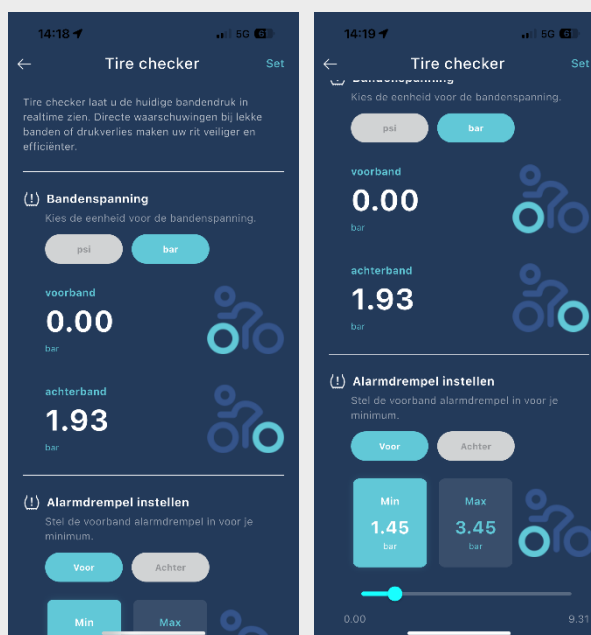 14:18
5G 6
Tire checker
Set
Tire checker laat u de huidige bandendruk in
realtime zien. Directe waarschuwingen bij lekke
banden of drukverlies maken uw rit veiliger en
efficiënter.
Bandenspanning
Kies de eenheid voor de bandenspanning.
psi
bar
voorband
0.00
bar
achterband
1.93
bar
Alarmdrempel instellen
Stel de voorband alarmdrempel in voor je
minimum.
Voor
Achter
Min
Max
14:19
5G 6
Tire checker
Set
Bandenspanning
Kies de eenheid voor de bandenspanning.
psi
bar
voorband
0.00
bar
achterband
1.93
bar
Alarmdrempel instellen
Stel de voorband alarmdrempel in voor je
minimum.
Voor
Achter
Min
1.45
bar
Max
3.45
bar
0.00
9.31